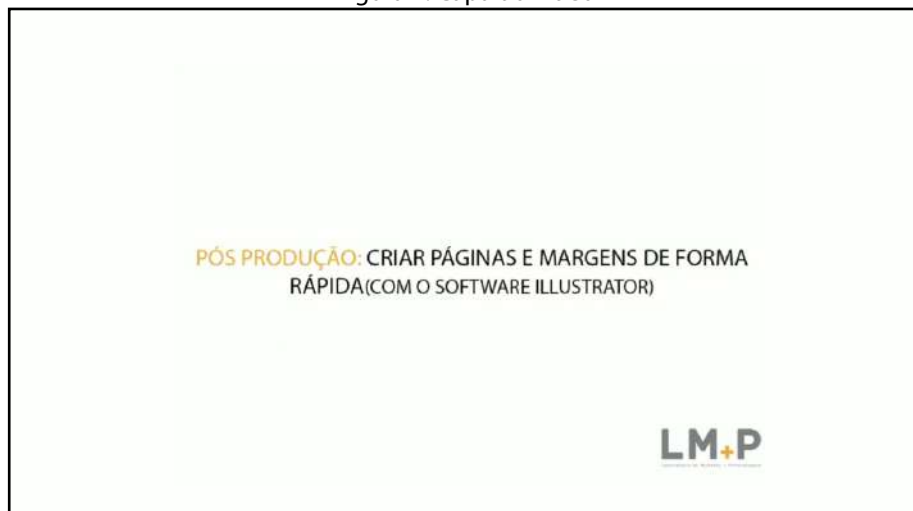 PÓS PRODUÇÃO: CRIAR PÁGINAS E MARGENS DE FORMA
RÁPIDA(COM O SOFTWARE ILLUSTRATOR)
LM+P